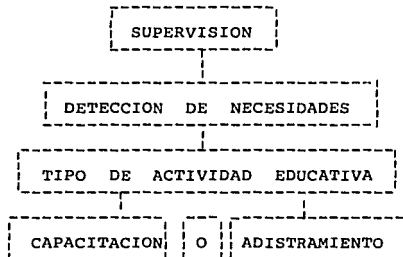 SUPERVISION
DETECCION DE NECESIDADES
TIPO DE ACTIVIDAD EDUCATIVA
CAPACITACION O ADISTRAMIENTO